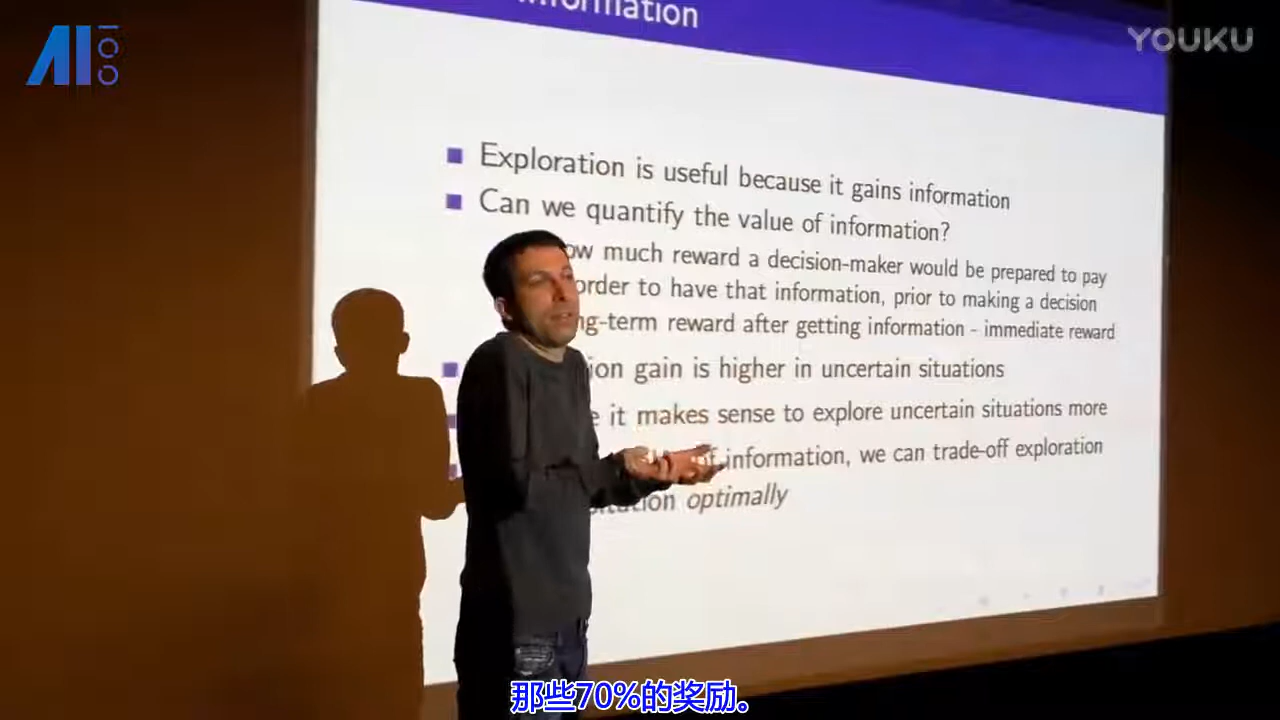 AI100
YOUKU
information
Exploration is useful because it gains information
Can we quantify the value of information?
ow much reward a decision-maker would be prepared to pay
order to have that information, prior to making a decision
ng-term reward after getting information - immediate reward
ion gain is higher in uncertain situations
e it makes sense to explore uncertain situations more
of information, we can trade-off exploration
itation optimally
那些70%的奖励。